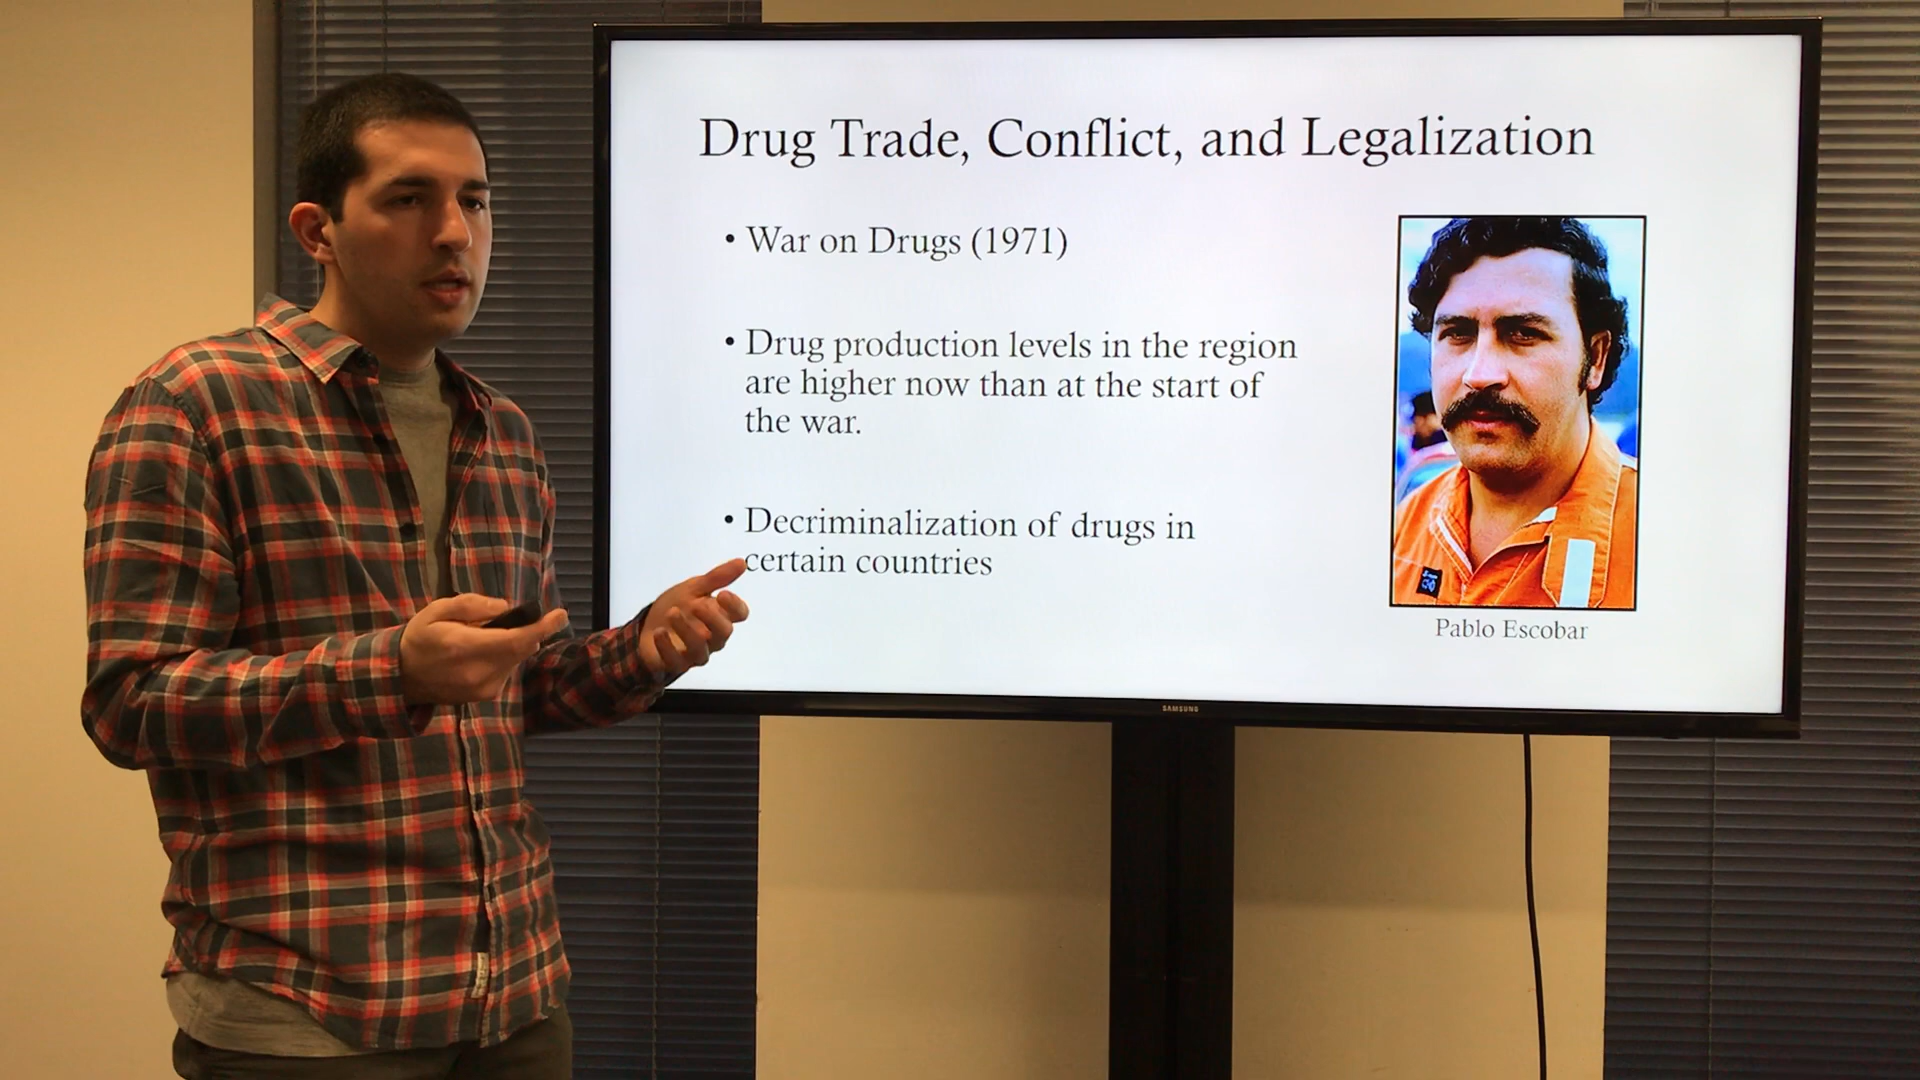 Drug Trade, Conflict, and Legalization
• War on Drugs (1971)
• Drug production levels in the region
are higher now than at the start of
the war.
• Decriminalization of drugs in
certain countries
Pablo Escobar
SAMSUNG